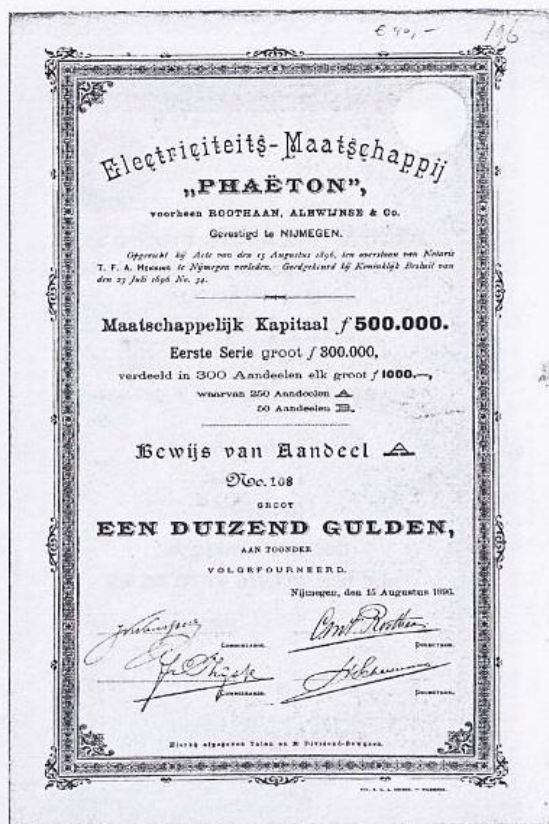 € 90,–
196
Electriciteits-Maatschappij
„PHAËTON”,
voorheen ROOTHAAN, ALEWIJNSE & Co.
Gevestigd te NIJMEGEN.
Opgericht bij Acte van den 15 Augustus 1896, ten overstaan van Notaris
T. F. A. te Nijmegen verleden. Goedgekeurd bij Koninklijk Besluit van
den 23 Juli 1896 No. 34.
Maatschappelijk Kapitaal f 500.000.
Eerste Serie groot f 300.000,
verdeeld in 300 Aandeelen elk groot f 1000.—,
waarvan 250 Aandeelen A.
50 Aandeelen B.
Bewijs van Aandeel A
No. 108
GROOT
EEN DUIZEND GULDEN,
AAN TOONDER
VOLGEFOURNEERD.
Nijmegen, den 15 Augustus 1896.
Commissaris.
Directeur.
Commissaris.
Directeur.
Hierbij afgegeven Talon en Dividend-Bewijzen.